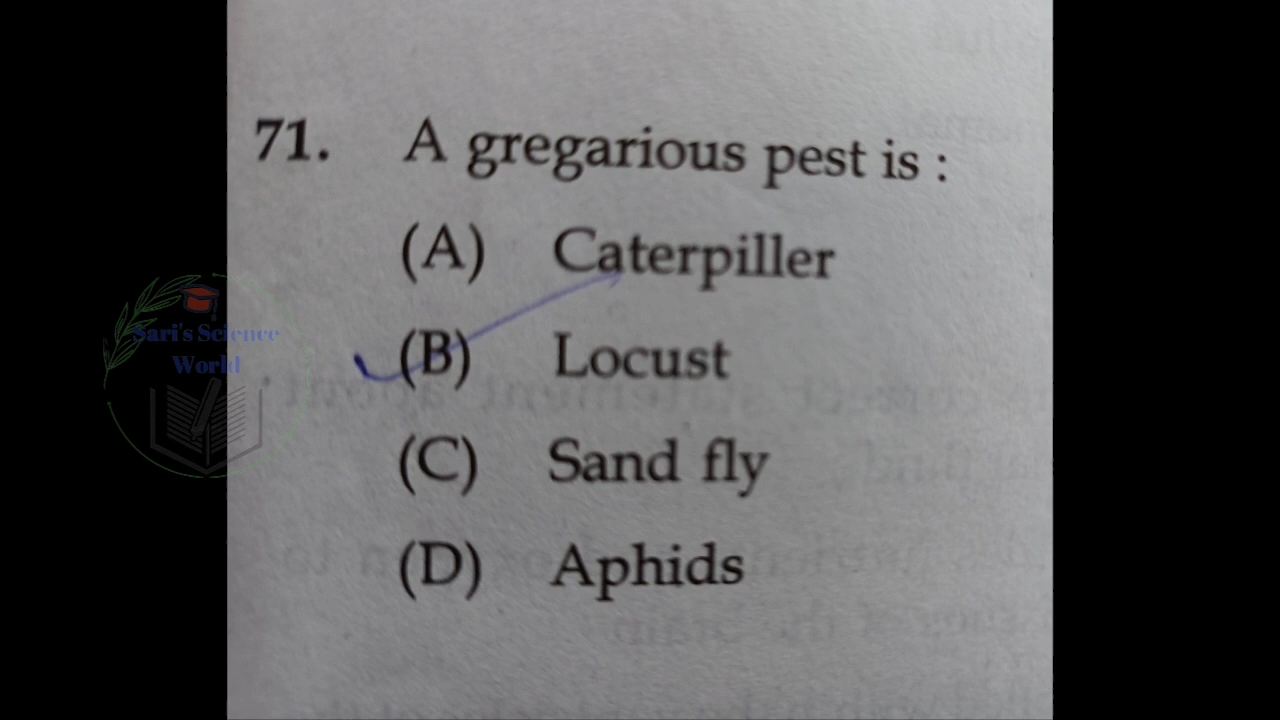 71. A gregarious pest is :
(A) Caterpiller
(B) Locust
(C) Sand fly
(D) Aphids
Sari's Science
World